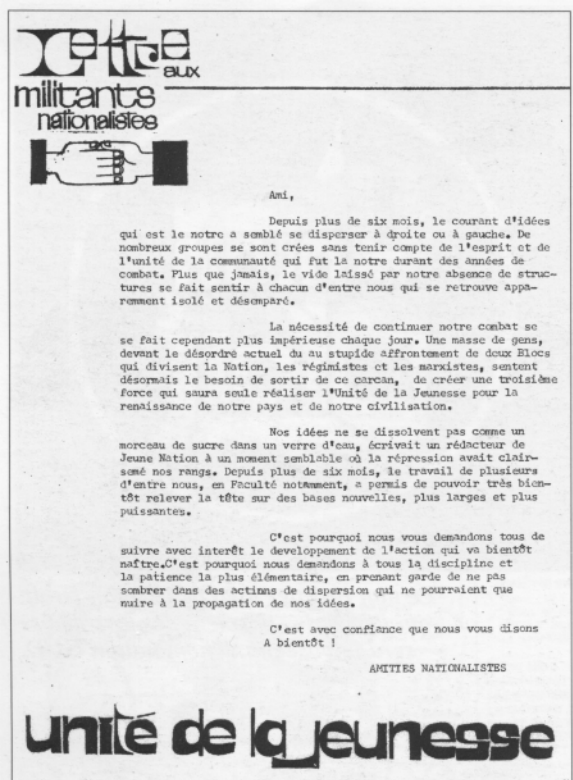 Lettre
aux
militants
nationalistes
Ami,
Depuis plus de six mois, le courant d'idées
qui est le notre a semblé se disperser à droite ou à gauche. De
nombreux groupes se sont crées sans tenir compte de l'esprit et de
l'unité de la communauté qui fut la notre durant des années de
combat. Plus que jamais, le vide laissé par notre absence de struc-
tures se fait sentir à chacun d'entre nous qui se retrouve appa-
remment isolé et désemparé.
La nécessité de continuer notre combat se
se fait cependant plus impérieuse chaque jour. Une masse de gens,
devant le désordre actuel du au stupide affrontement de deux Blocs
qui divisent la Nation, les régimistes et les marxistes, sentent
désormais le besoin de sortir de ce carcan, de créer une troisième
force qui saura seule réaliser l'Unité de la Jeunesse pour la
renaissance de notre pays et de notre civilisation.
Nos idées ne se dissolvent pas comme un
morceau de sucre dans un verre d'eau, écrivait un rédacteur de
Jeune Nation à un moment semblable où la répression avait clair-
semé nos rangs. Depuis plus de six mois, le travail de plusieurs
d'entre nous, en Faculté notamment, a permis de pouvoir très bien-
tôt relever la tête sur des bases nouvelles, plus larges et plus
puissantes.
C'est pourquoi nous vous demandons tous de
suivre avec interêt le developpement de l'action qui va bientôt
naître.C'est pourquoi nous demandons à tous la discipline et
la patience la plus élémentaire, en prenant garde de ne pas
sombrer dans des actinns de dispersion qui ne pourraient que
nuire à la propagation de nos idées.
C'est avec confiance que nous vous disons
A bientôt !
AMITIES NATIONALISTES
unité de la jeunesse